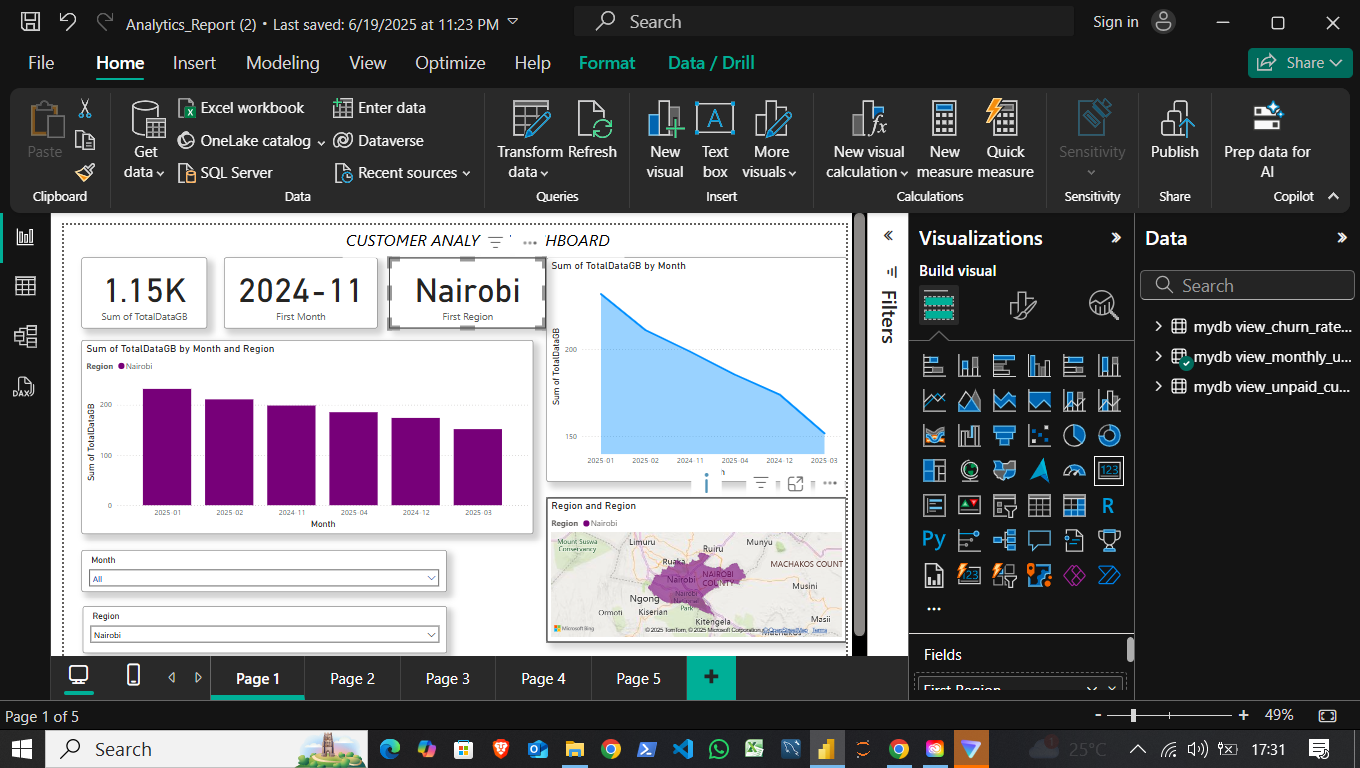 Analytics_Report (2) • Last saved: 6/19/2025 at 11:23 PM
Search
Sign in
File Home Insert Modeling View Optimize Help Format Data / Drill
Share
Paste
Clipboard
Get data
Excel workbook
OneLake catalog
SQL Server
Enter data
Dataverse
Recent sources
Data
Transform data
Refresh
Queries
New visual
Text box
More visuals
Insert
New visual calculation
New measure
Quick measure
Calculations
Sensitivity
Sensitivity
Publish
Share
Prep data for AI
Copilot
CUSTOMER ANALY HBOARD
1.15K
Sum of TotalDataGB
2024-11
First Month
Nairobi
First Region
Sum of TotalDataGB by Month and Region
Region Nairobi
Sum of TotalDataGB
200
100
0
2025-01 2025-02 2024-11 2025-04 2024-12 2025-03
Month
Month
All
Region
Nairobi
Sum of TotalDataGB by Month
Sum of TotalDataGB
200
150
2025-01 2025-02 2024-11 2025-04 2024-12 2025-03
Region and Region
Region Nairobi
Mount Suswa Conservancy
Limuru
Ruiru
Munyu
Ruaka
MACHAKOS COUNT
Nairobi
NAIROBI COUNTY
Musini
Ngong
Nairobi National Park
Ormoti
Kiserian
Kitengela
Masii
Machakos
Microsoft Bing
© 2025 TomTom, © 2025 Microsoft Corporation, © OpenStreetMap Terms
Filters
Visualizations
Build visual
123
R
Py
123
Fields
First Region
Data
Search
mydb view_churn_rate...
mydb view_monthly_u...
mydb view_unpaid_cu...
DAX
Page 1 Page 2 Page 3 Page 4 Page 5 +
Page 1 of 5
- + 49%
Search
25°C
17:31